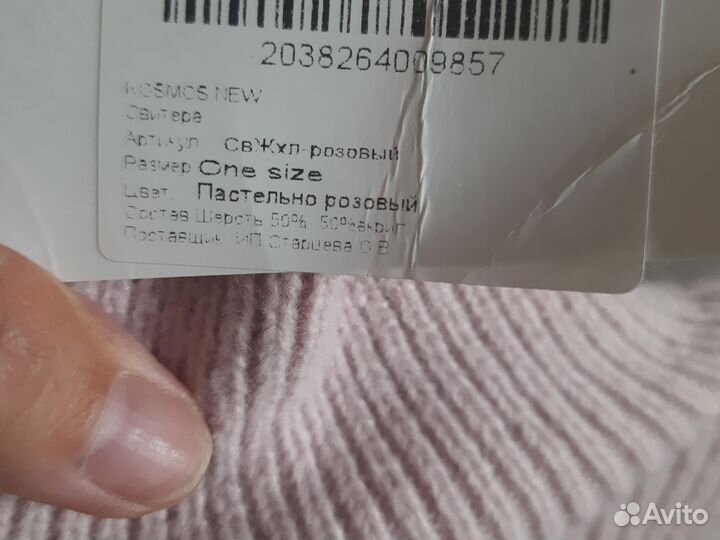 2038264009857
KOSMOS NEW
Свитера
Артикул СвЖхл-розовый
Размер One size
Цвет. Пастельно розовый
Состав Шерсть 50% 50%акрил
Поставщик ИП Старцева О В
Avito